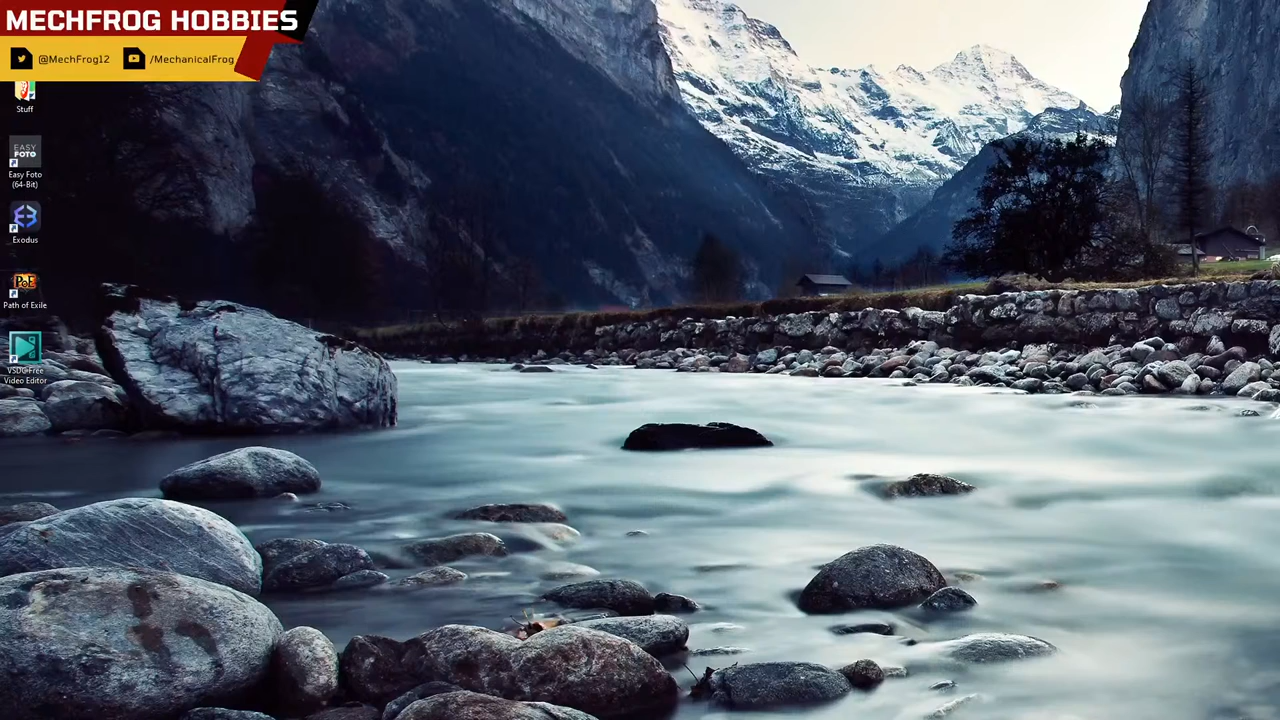 MECHFROG HOBBIES
@MechFrog12 /MechanicalFrog
Stuff
EASY
FOTO
Easy Foto
(64-Bit)
Exodus
PoE
Path of Exile
VSDC Free
Video Editor